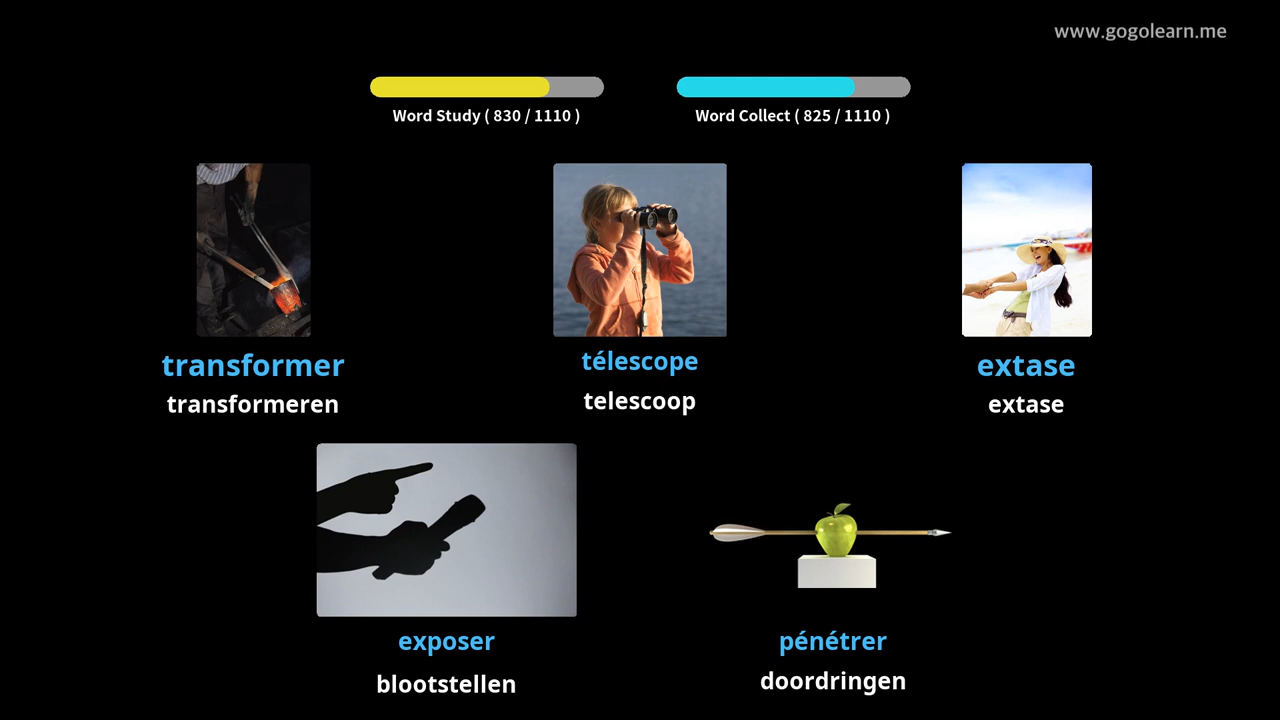 www.gogolearn.me
Word Study ( 830 / 1110 )
Word Collect ( 825 / 1110 )
transformer
transformeren
télescope
telescoop
extase
extase
exposer
blootstellen
pénétrer
doordringen